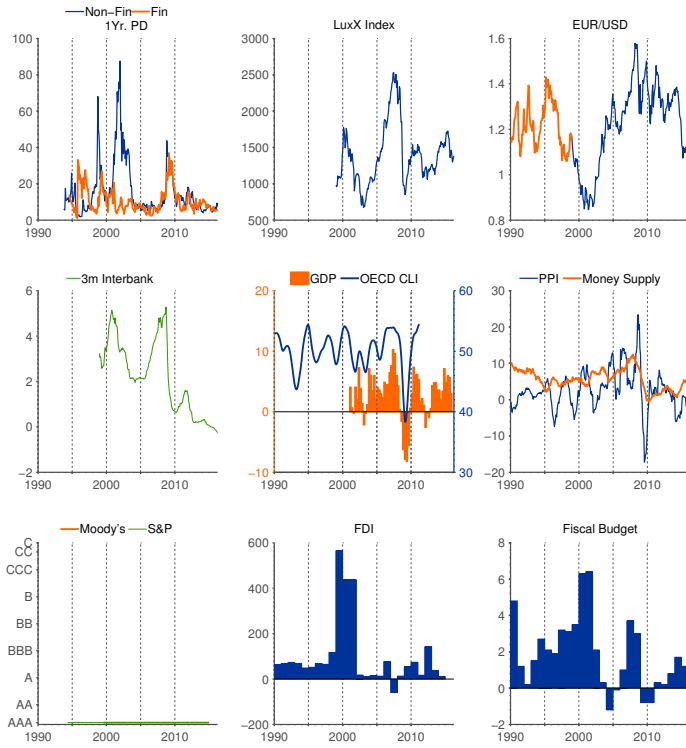 Non-Fin Fin
1Yr. PD
LuxX Index
EUR/USD
100
80
60
40
20
0
1990 2000 2010
3000
2500
2000
1500
1000
500
1990 2000 2010
1.6
1.4
1.2
1
0.8
1990 2000 2010
3m Interbank
GDP OECD CLI
PPI Money Supply
6
4
2
0
−2
1990 2000 2010
20
10
0
−10
60
50
40
30
1990 2000 2010
30
20
10
0
−10
−20
1990 2000 2010
Moody's S&P
FDI
Fiscal Budget
C
CC
CCC
B
BB
BBB
A
AA
AAA
1990 2000 2010
600
400
200
0
−200
1990 2000 2010
8
6
4
2
0
−2
1990 2000 2010